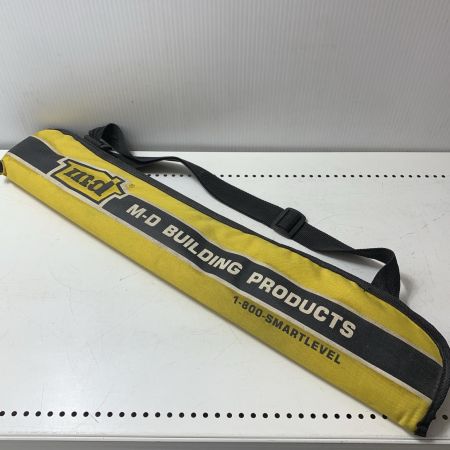 m-d®
M-D BUILDING PRODUCTS
1-800-SMARTLEVEL